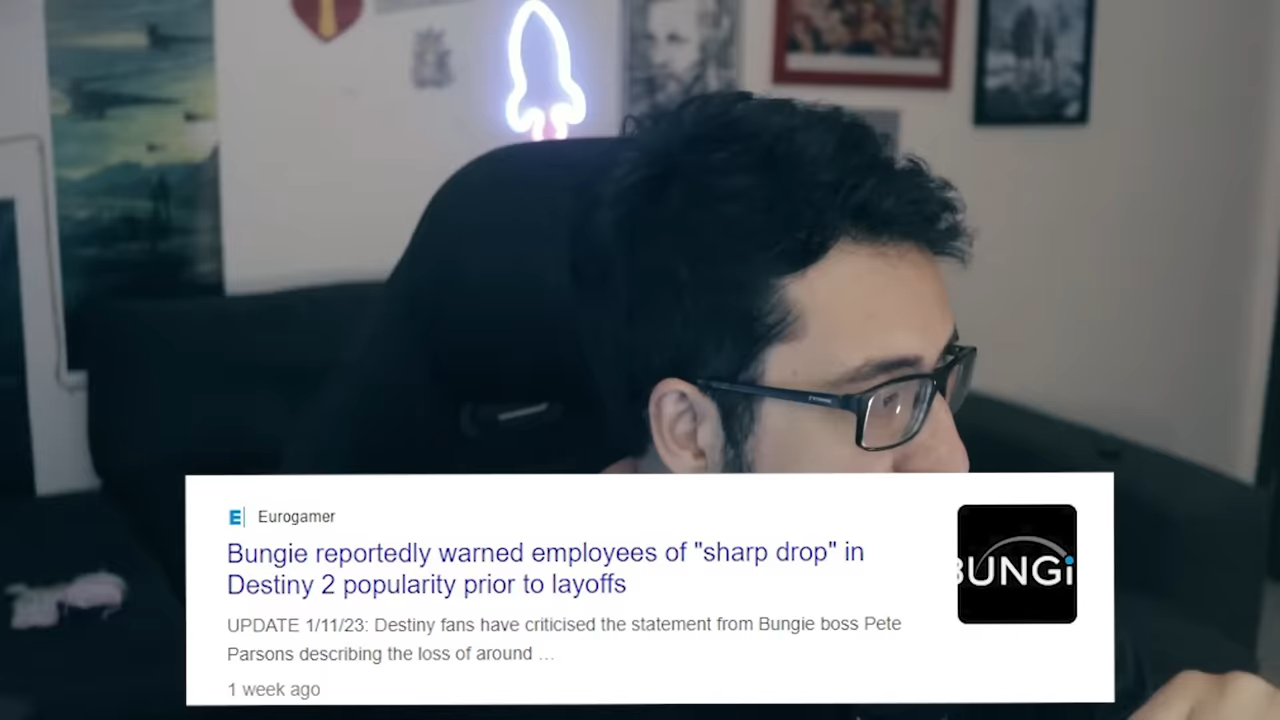 Eurogamer
Bungie reportedly warned employees of "sharp drop" in
Destiny 2 popularity prior to layoffs
UPDATE 1/11/23: Destiny fans have criticised the statement from Bungie boss Pete
Parsons describing the loss of around ...
1 week ago
BUNGi